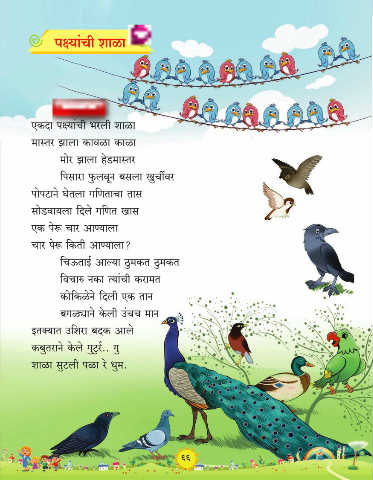 पक्ष्यांची शाळा
एकदा पक्ष्यांची भरली शाळा
मास्तर झाला कावळा काळा
मोर झाला हेडमास्तर
पिसारा फुलवून बसला खुर्चीवर
पोपटाने घेतला गणिताचा तास
सोडवायला दिले गणित खास
एक पेरू चार आण्याला
चार पेरू किती आण्याला?
चिऊताई आल्या ठुमकत ठुमकत
विचारु नका त्यांची करामत
कोकिळेने दिली एक तान
बगळ्याने केली उंचच मान
इतक्यात उशिरा बदक आले
कबुतराने केले गुटुर्र.. गु
शाळा सुटली पळा रे धुम.
६६